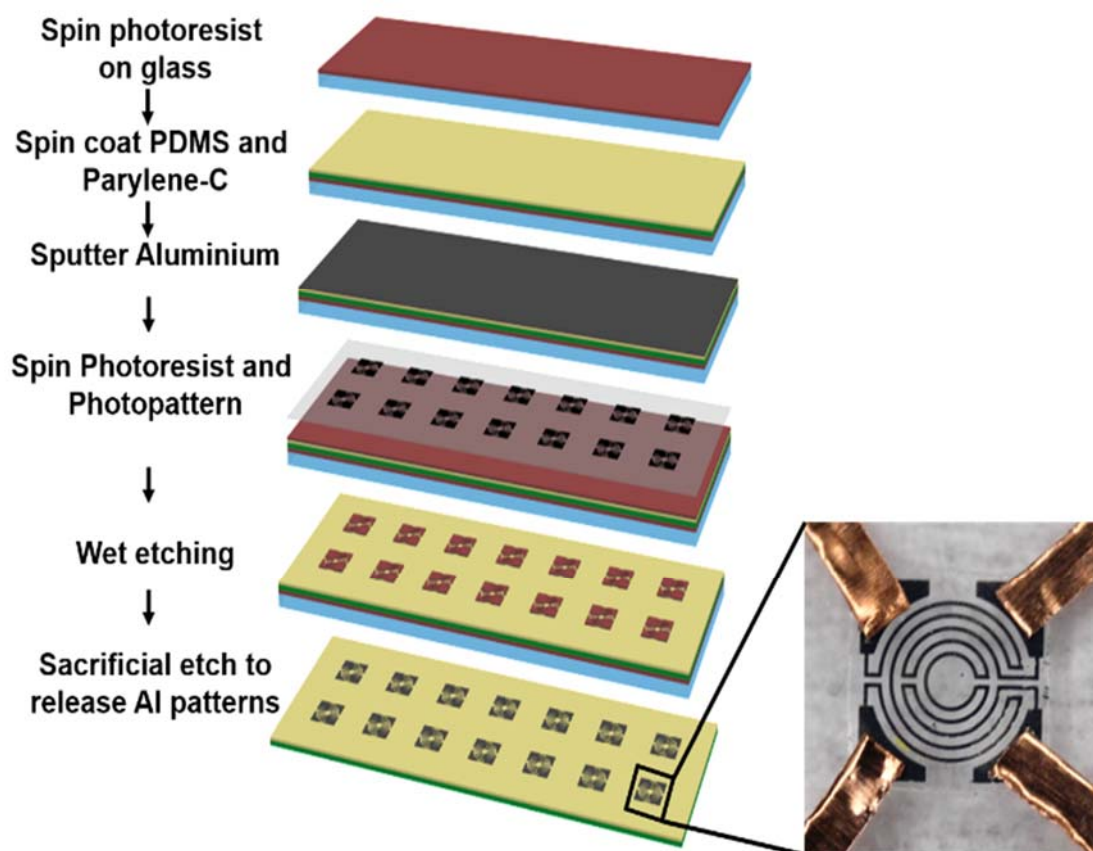 Spin photoresist
on glass
Spin coat PDMS and
Parylene-C
Sputter Aluminium
Spin Photoresist and
Photopattern
Wet etching
Sacrificial etch to
release Al patterns